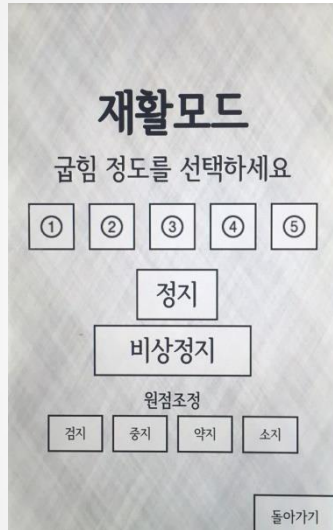 재활모드
굽힘 정도를 선택하세요
① ② ③ ④ ⑤
정지
비상정지
원점조정
검지 중지 약지 소지
돌아가기